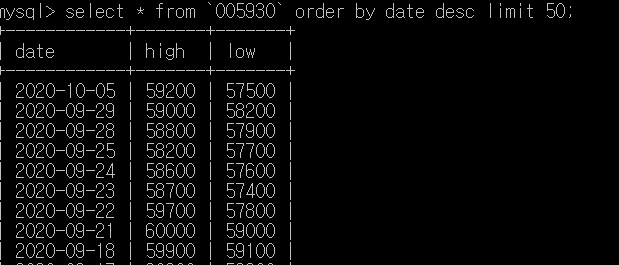 mysql> select * from `005930` order by date desc limit 50;
+------------+-------+-------+
| date | high | low |
+------------+-------+-------+
| 2020-10-05 | 59200 | 57500 |
| 2020-09-29 | 59000 | 58200 |
| 2020-09-28 | 58800 | 57900 |
| 2020-09-25 | 58200 | 57700 |
| 2020-09-24 | 58600 | 57600 |
| 2020-09-23 | 58700 | 57400 |
| 2020-09-22 | 59700 | 57800 |
| 2020-09-21 | 60000 | 59000 |
| 2020-09-18 | 59900 | 59100 |